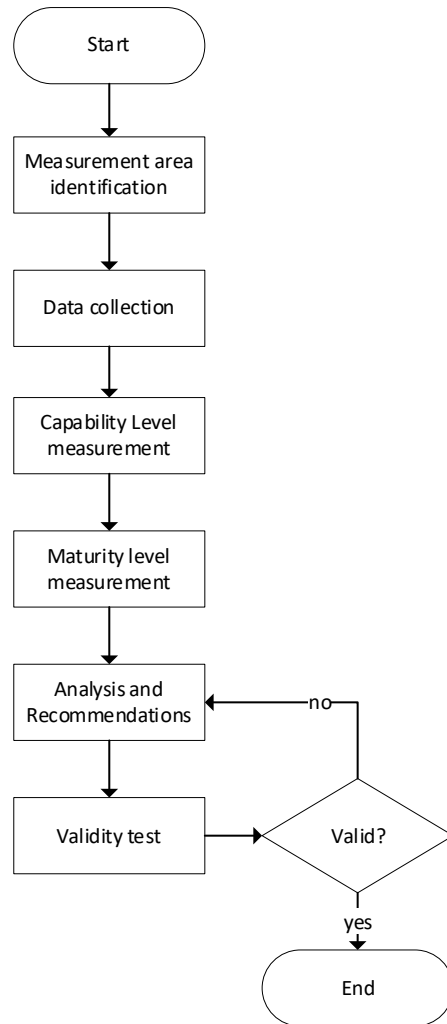 Start
Measurement area
identification
Data collection
Capability Level
measurement
Maturity level
measurement
Analysis and
Recommendations
no
Validity test
Valid?
yes
End